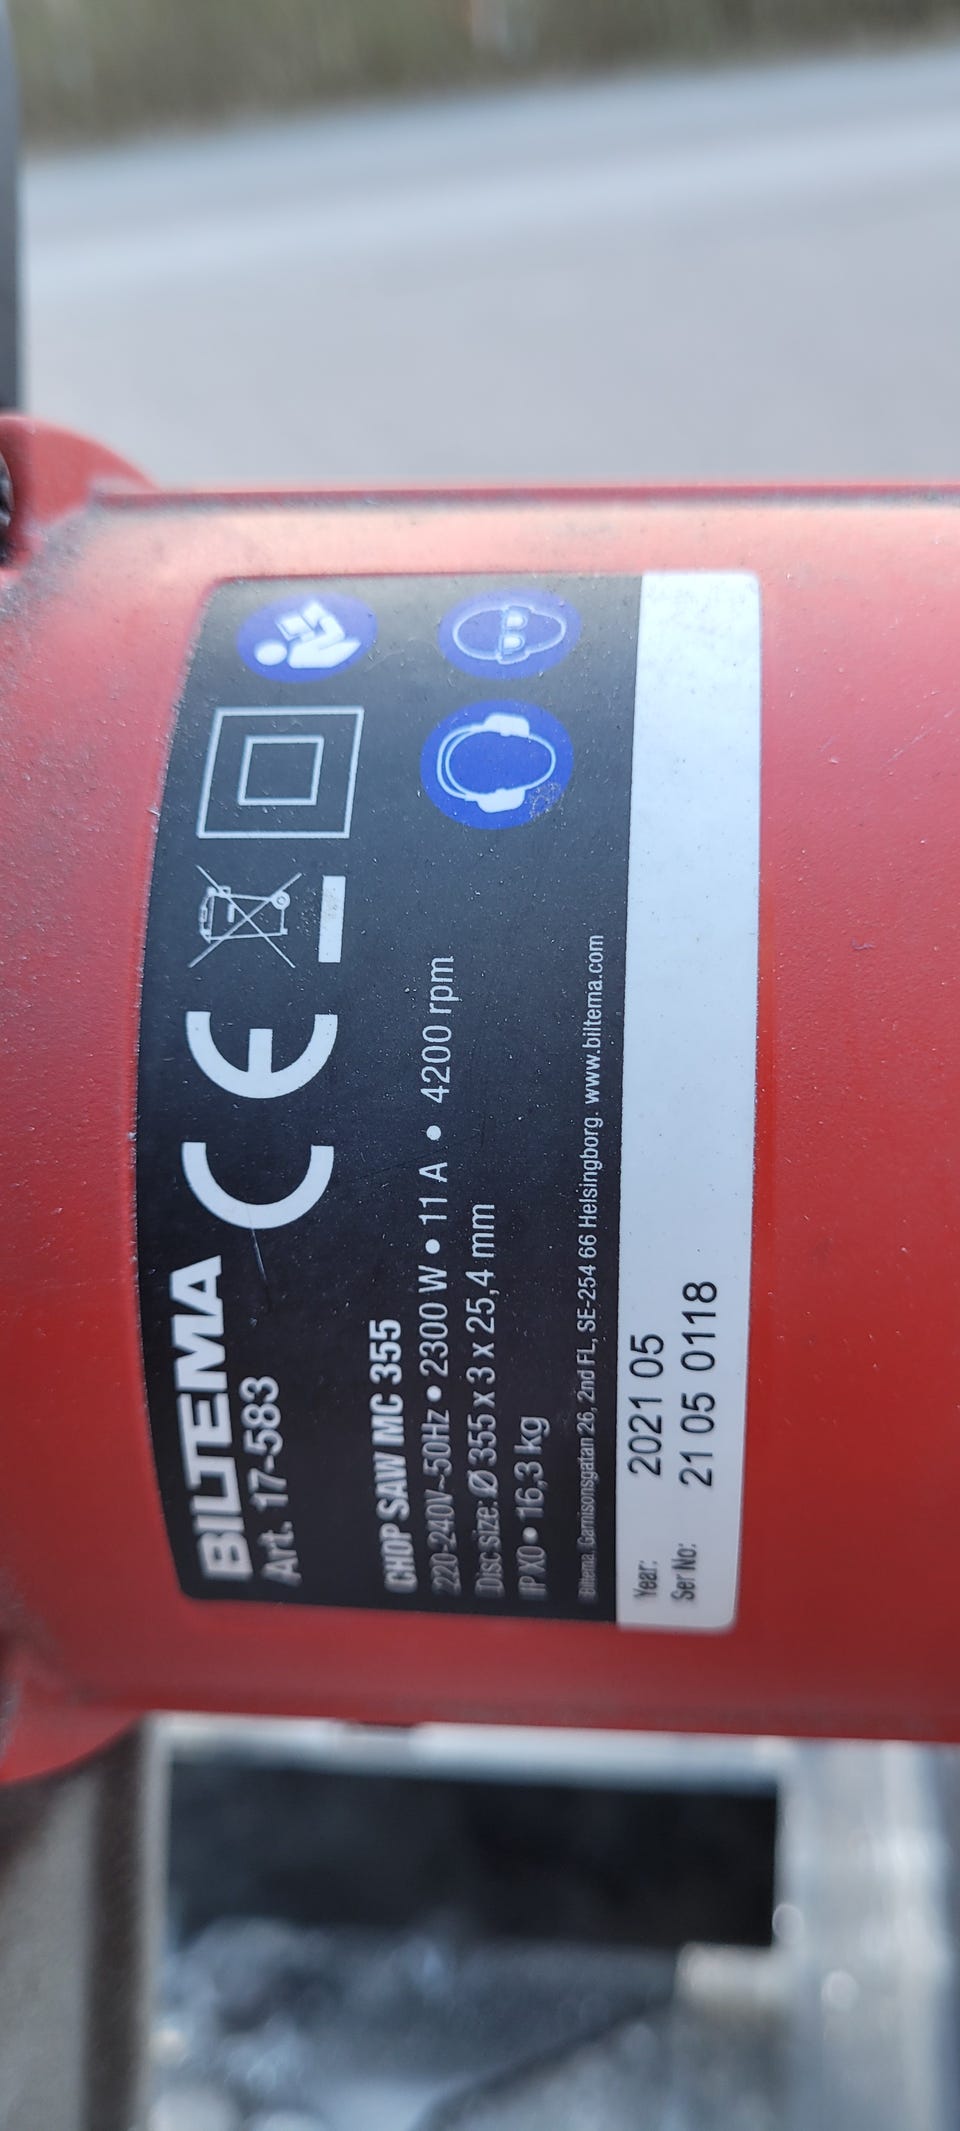 BILTEMA
Art. 17-583
CE
CHOP SAW MC 355
220-240V~50Hz • 2300 W • 11 A • 4200 rpm
Disc size: Ø 355 x 3 x 25,4 mm
IP X0 • 16,3 kg
Biltema. Garnisonsgatan 26, 2nd FL, SE-254 66 Helsingborg. www.biltema.com
Year: 2021 05
Ser No: 21 05 0118